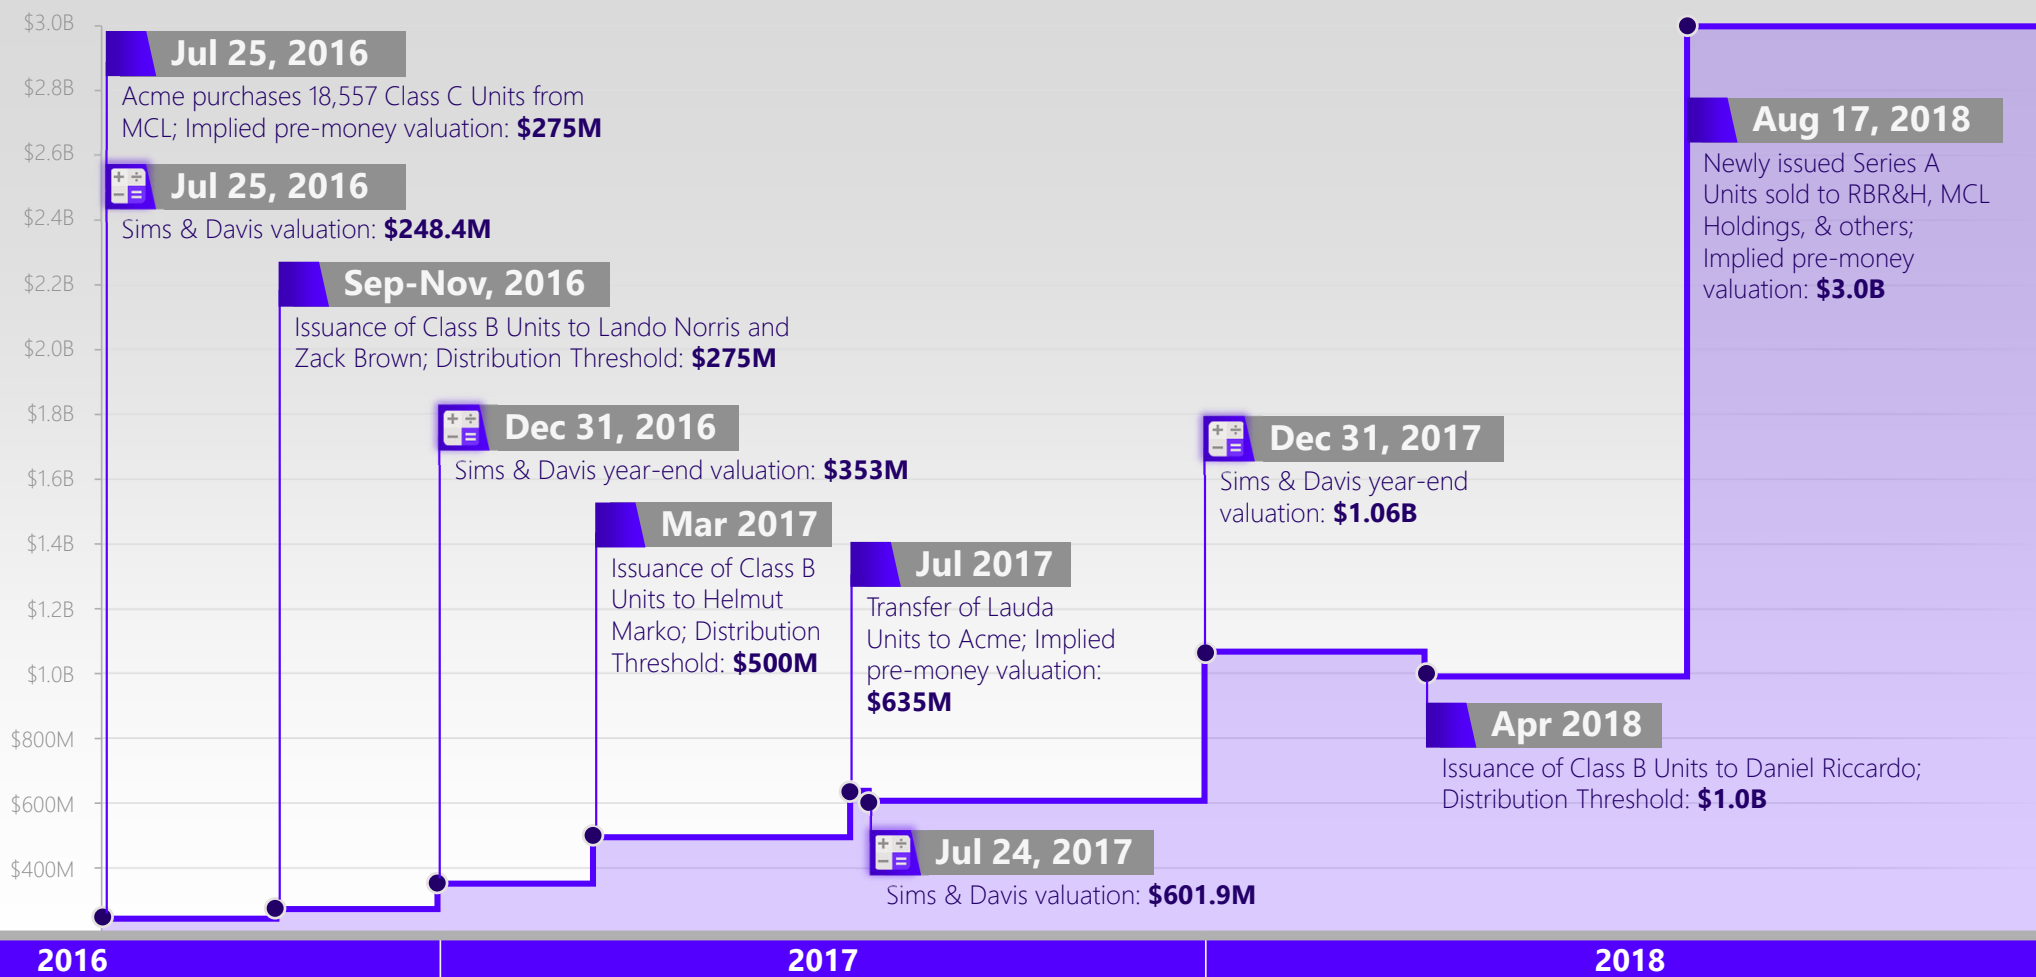 $3.0B
$2.8B
$2.6B
$2.4B
$2.2B
$2.0B
$1.8B
$1.6B
$1.4B
$1.2B
$1.0B
$800M
$600M
$400M
Jul 25, 2016
Acme purchases 18,557 Class C Units from
MCL; Implied pre-money valuation: $275M
Jul 25, 2016
Sims & Davis valuation: $248.4M
Sep-Nov, 2016
Issuance of Class B Units to Lando Norris and
Zack Brown; Distribution Threshold: $275M
Dec 31, 2016
Sims & Davis year-end valuation: $353M
Mar 2017
Issuance of Class B
Units to Helmut
Marko; Distribution
Threshold: $500M
Jul 2017
Transfer of Lauda
Units to Acme; Implied
pre-money valuation:
$635M
Jul 24, 2017
Sims & Davis valuation: $601.9M
Dec 31, 2017
Sims & Davis year-end
valuation: $1.06B
Apr 2018
Issuance of Class B Units to Daniel Riccardo;
Distribution Threshold: $1.0B
Aug 17, 2018
Newly issued Series A
Units sold to RBR&H, MCL
Holdings, & others;
Implied pre-money
valuation: $3.0B
2016
2017
2018